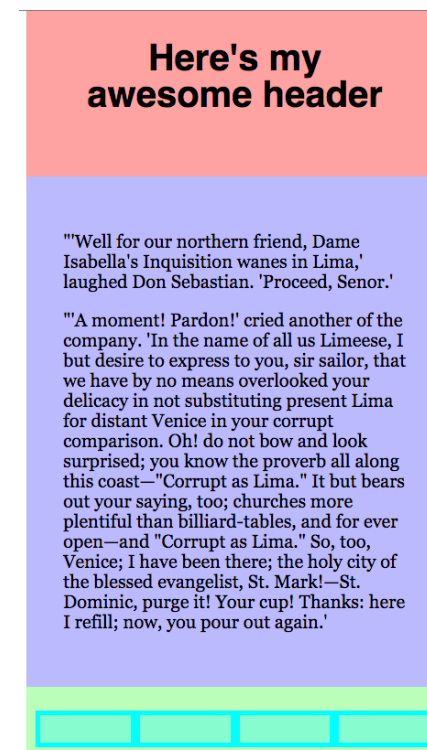 Here's my
awesome header
"'Well for our northern friend, Dame
Isabella's Inquisition wanes in Lima,'
laughed Don Sebastian. 'Proceed, Senor.'
"'A moment! Pardon!' cried another of the
company. 'In the name of all us Limeese, I
but desire to express to you, sir sailor, that
we have by no means overlooked your
delicacy in not substituting present Lima
for distant Venice in your corrupt
comparison. Oh! do not bow and look
surprised; you know the proverb all along
this coast—"Corrupt as Lima." It but bears
out your saying, too; churches more
plentiful than billiard-tables, and for ever
open—and "Corrupt as Lima." So, too,
Venice; I have been there; the holy city of
the blessed evangelist, St. Mark!—St.
Dominic, purge it! Your cup! Thanks: here
I refill; now, you pour out again.'